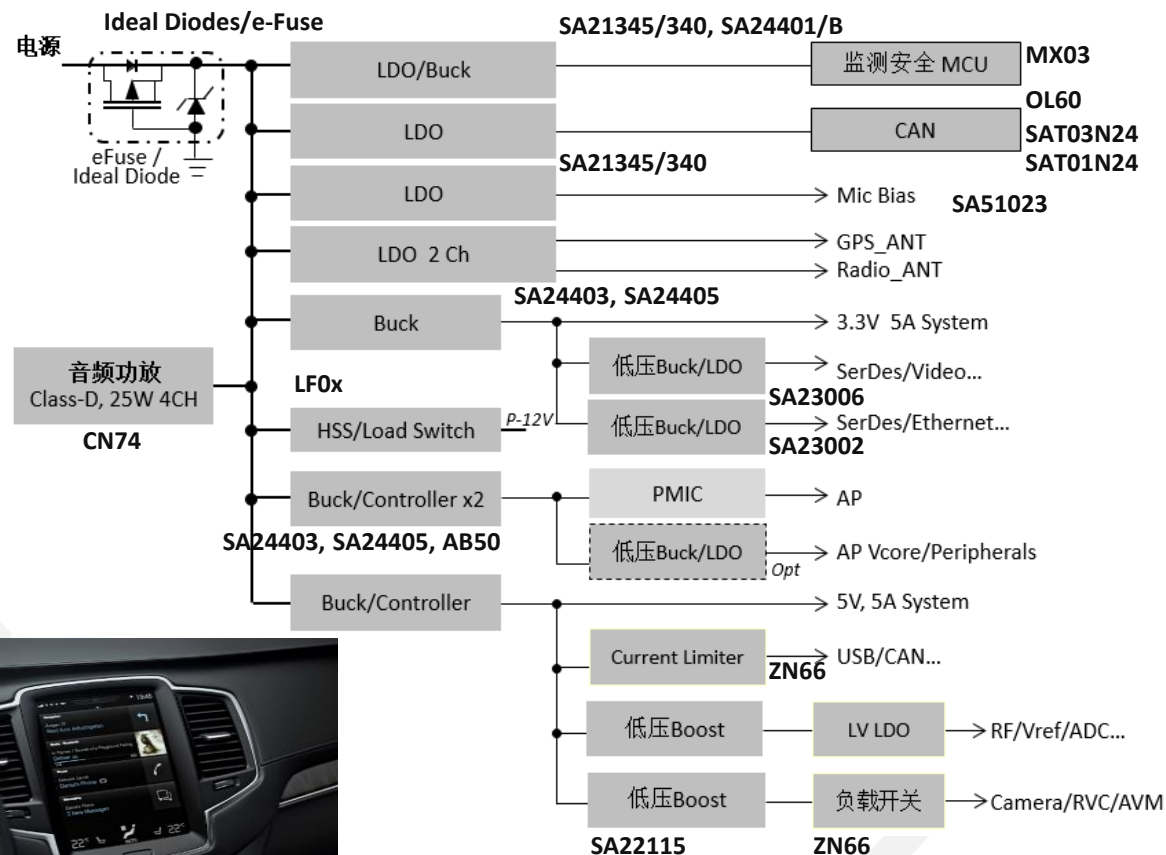 Ideal Diodes/e-Fuse
SA21345/340, SA24401/B
电源
LDO/Buck
监测安全 MCU
MX03
OL60
LDO
CAN
SAT03N24
eFuse /
Ideal Diode
SA21345/340
SAT01N24
LDO
Mic Bias
SA51023
LDO 2 Ch
GPS_ANT
Radio_ANT
SA24403, SA24405
Buck
3.3V 5A System
音频功放
Class-D, 25W 4CH
CN74
低压Buck/LDO
SerDes/Video...
SA23006
LF0x
HSS/Load Switch
P-12V
低压Buck/LDO
SerDes/Ethernet...
SA23002
Buck/Controller x2
PMIC
AP
SA24403, SA24405, AB50
低压Buck/LDO
Opt
AP Vcore/Peripherals
Buck/Controller
5V, 5A System
Current Limiter
ZN66
USB/CAN...
低压Boost
LV LDO
RF/Vref/ADC...
低压Boost
负载开关
Camera/RVC/AVM
SA22115
ZN66
22°
22°